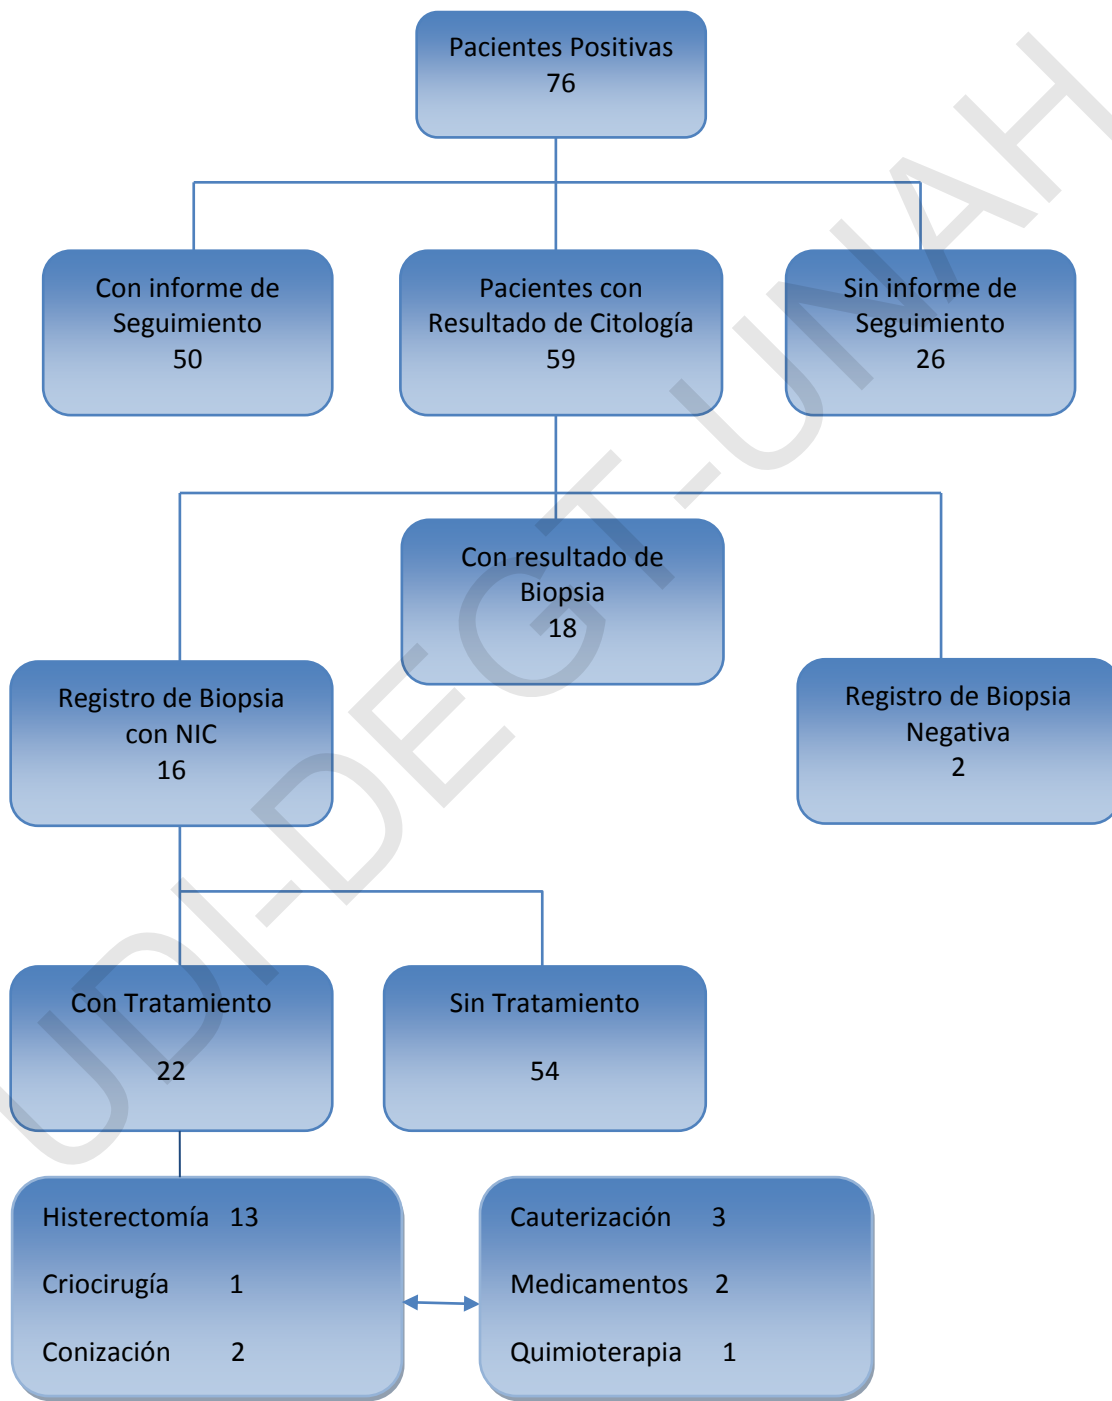 Pacientes Positivas
76
Con informe de
Seguimiento
50
Pacientes con
Resultado de Citología
59
Sin informe de
Seguimiento
26
Con resultado de
Biopsia
18
Registro de Biopsia
con NIC
16
Registro de Biopsia
Negativa
2
Con Tratamiento
22
Sin Tratamiento
54
Histerectomía 13
Criocirugía 1
Conización 2
Cauterización 3
Medicamentos 2
Quimioterapia 1
UDI-DEGT-UNAH